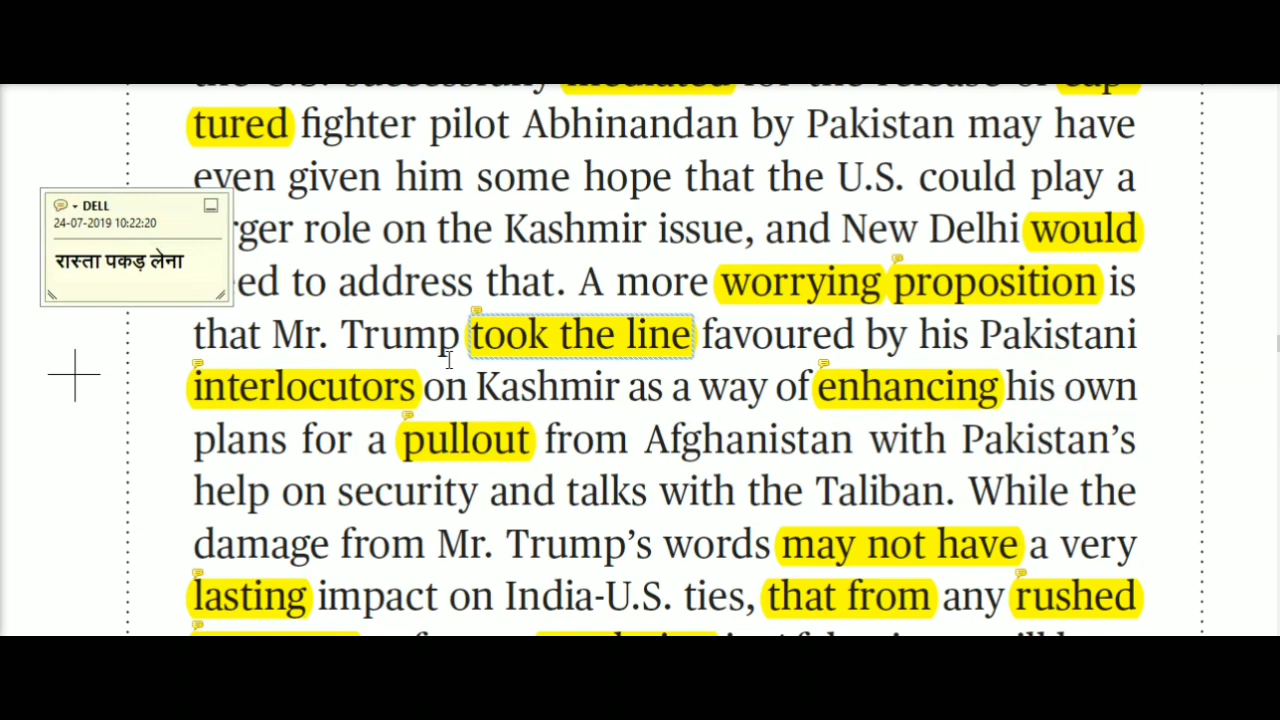 tured fighter pilot Abhinandan by Pakistan may have
even given him some hope that the U.S. could play a
rger role on the Kashmir issue, and New Delhi would
ed to address that. A more worrying proposition is
that Mr. Trump took the line favoured by his Pakistani
interlocutors on Kashmir as a way of enhancing his own
plans for a pullout from Afghanistan with Pakistan's
help on security and talks with the Taliban. While the
damage from Mr. Trump's words may not have a very
lasting impact on India-U.S. ties, that from any rushed
DELL
24-07-2019 10:22:20
रास्ता पकड़ लेना